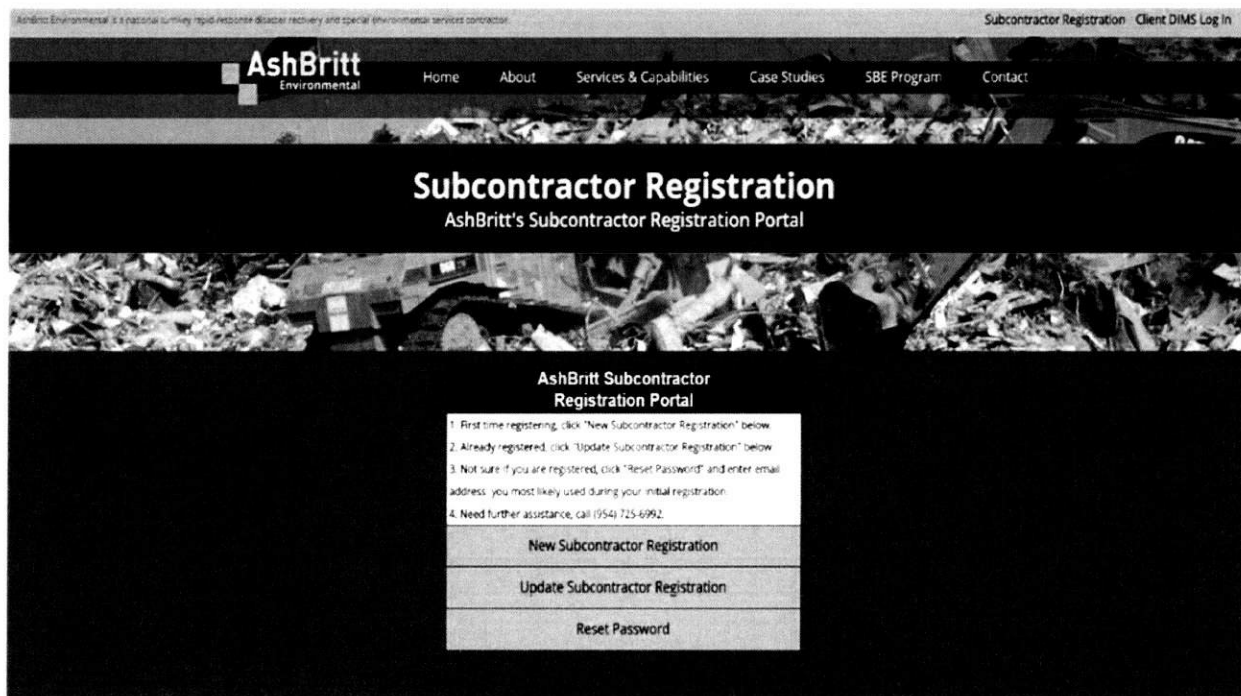 AshBritt Environmental is a national turnkey rapid-response disaster recovery and special environmental services contractor.
Subcontractor Registration Client DIMS Log In
AshBritt
Environmental
Home About Services & Capabilities Case Studies SBE Program Contact
Subcontractor Registration
AshBritt's Subcontractor Registration Portal
AshBritt Subcontractor
Registration Portal
1. First time registering, click "New Subcontractor Registration" below.
2. Already registered, click "Update Subcontractor Registration" below
3. Not sure if you are registered, click "Reset Password" and enter email
address you most likely used during your initial registration
4. Need further assistance, call (954) 725-6992.
New Subcontractor Registration
Update Subcontractor Registration
Reset Password